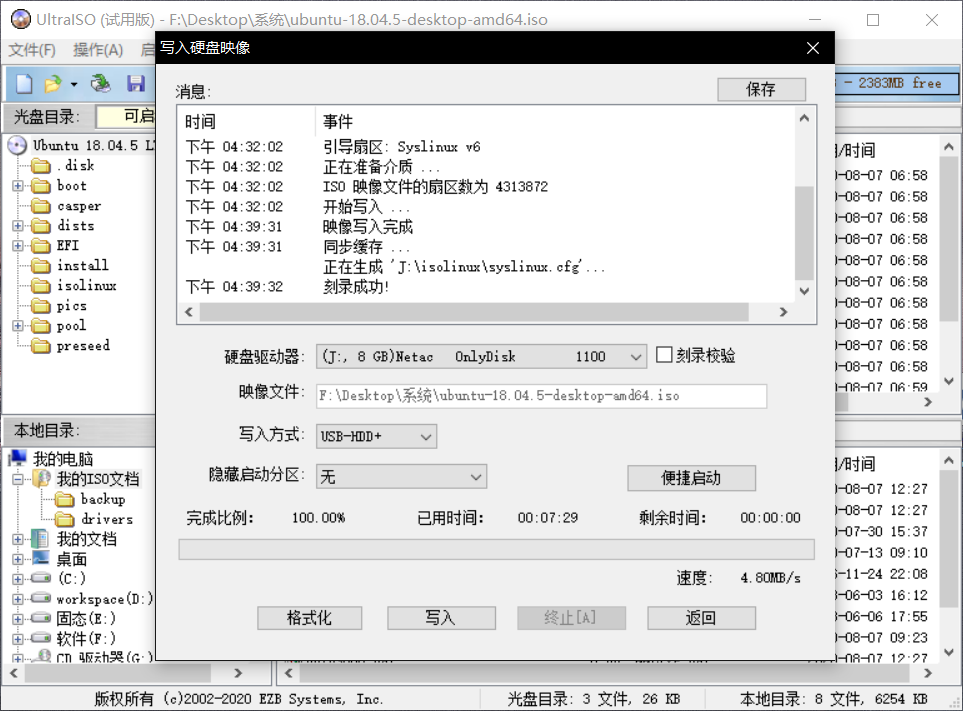 UltraISO (试用版) - F:\Desktop\系统\ubuntu-18.04.5-desktop-amd64.iso
文件(F) 操作(A) 启
写入硬盘映像
- 2383MB free
消息:
保存
光盘目录: 可启
时间 事件
下午 04:32:02 引导扇区: Syslinux v6
下午 04:32:02 正在准备介质 ...
下午 04:32:02 ISO 映像文件的扇区数为 4313872
下午 04:32:02 开始写入 ...
下午 04:39:31 映像写入完成
下午 04:39:31 同步缓存 ...
正在生成 'J:\isolinux\syslinux.cfg'...
下午 04:39:32 刻录成功!
Ubuntu 18.04.5
.disk
boot
casper
dists
EFI
install
isolinux
pics
pool
preseed
/时间
-08-07 06:58
-08-07 06:58
-08-07 06:58
-08-07 06:58
-08-07 06:58
-08-07 06:58
-08-07 06:58
-08-07 06:58
-08-07 06:58
-08-07 06:58
-08-07 06:59
硬盘驱动器: (J:, 8 GB)Netac OnlyDisk 1100 刻录校验
映像文件: F:\Desktop\系统\ubuntu-18.04.5-desktop-amd64.iso
写入方式: USB-HDD+
隐藏启动分区: 无 便捷启动
完成比例: 100.00% 已用时间: 00:07:29 剩余时间: 00:00:00
速度: 4.80MB/s
格式化 写入 终止[A] 返回
本地目录:
我的电脑
我的ISO文档
backup
drivers
我的文档
桌面
(C:)
workspace(D:)
固态(E:)
软件(F:)
CD 驱动器(G:)
/时间
-08-07 12:27
-08-07 12:27
-07-30 15:37
-07-13 09:10
-11-24 22:08
-06-03 16:12
-06-06 17:55
-08-07 09:23
-08-07 12:27
版权所有 (c)2002-2020 EZB Systems, Inc. 光盘目录: 3 文件, 26 KB 本地目录: 8 文件, 6254 KB